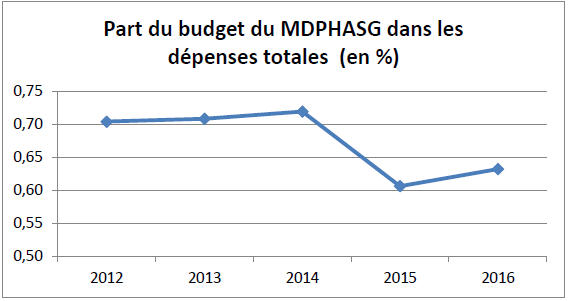 Part du budget du MDPHASG dans les
dépenses totales (en %)
0,75
0,70
0,65
0,60
0,55
0,50
2012 2013 2014 2015 2016